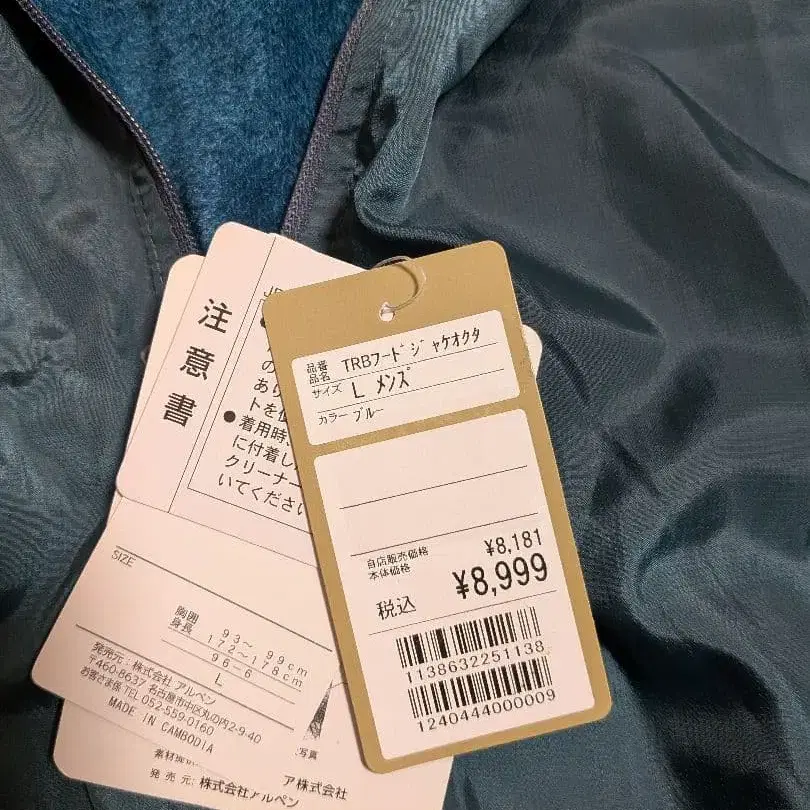 注意書
●着用時、
に付着し
クリーナー
いてくださ
品番
品名 TRBフードジャケオクタ
サイズ L メンズ
カラー ブルー
自店販売価格
本体価格 ¥8,181
税込 ¥8,999
1138632251138
1240444000009
SIZE
胸囲 93～ 99cm
身長 172～178cm
96-6
L
発売元：株式会社 アルペン
〒460-8637 名古屋市中区丸の内2-9-40
お客さま係 TEL 052-559-0160
MADE IN CAMBODIA
写真
素材提供
ア株式会社
発売元：株式会社アルペン